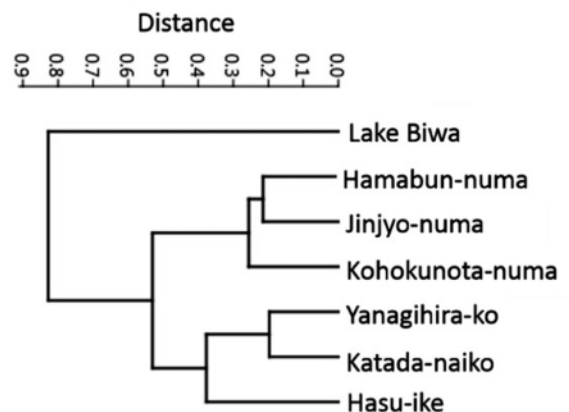 Distance
0.9 0.8 0.7 0.6 0.5 0.4 0.3 0.2 0.1 0.0
Lake Biwa
Hamabun-numa
Jinjyo-numa
Kohokunota-numa
Yanagihira-ko
Katada-naiko
Hasu-ike